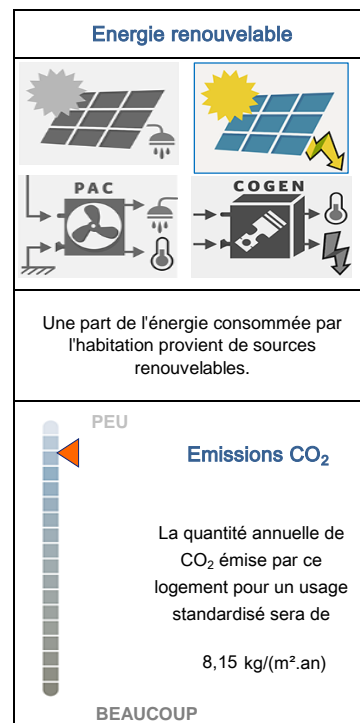 Energie renouvelable
PAC
COGEN
Une part de l'énergie consommée par
l'habitation provient de sources
renouvelables.
PEU
Emissions CO₂
La quantité annuelle de
CO₂ émise par ce
logement pour un usage
standardisé sera de
8,15 kg/(m².an)
BEAUCOUP